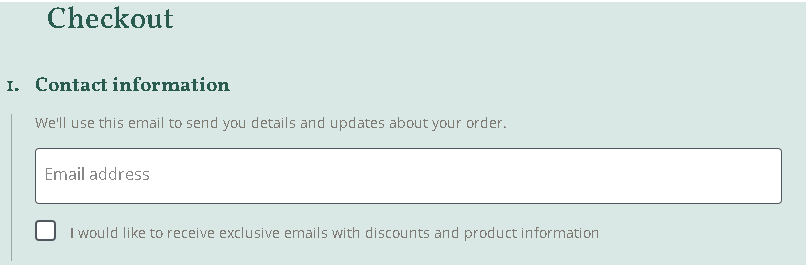 Checkout
1. Contact information
We'll use this email to send you details and updates about your order.
Email address
I would like to receive exclusive emails with discounts and product information